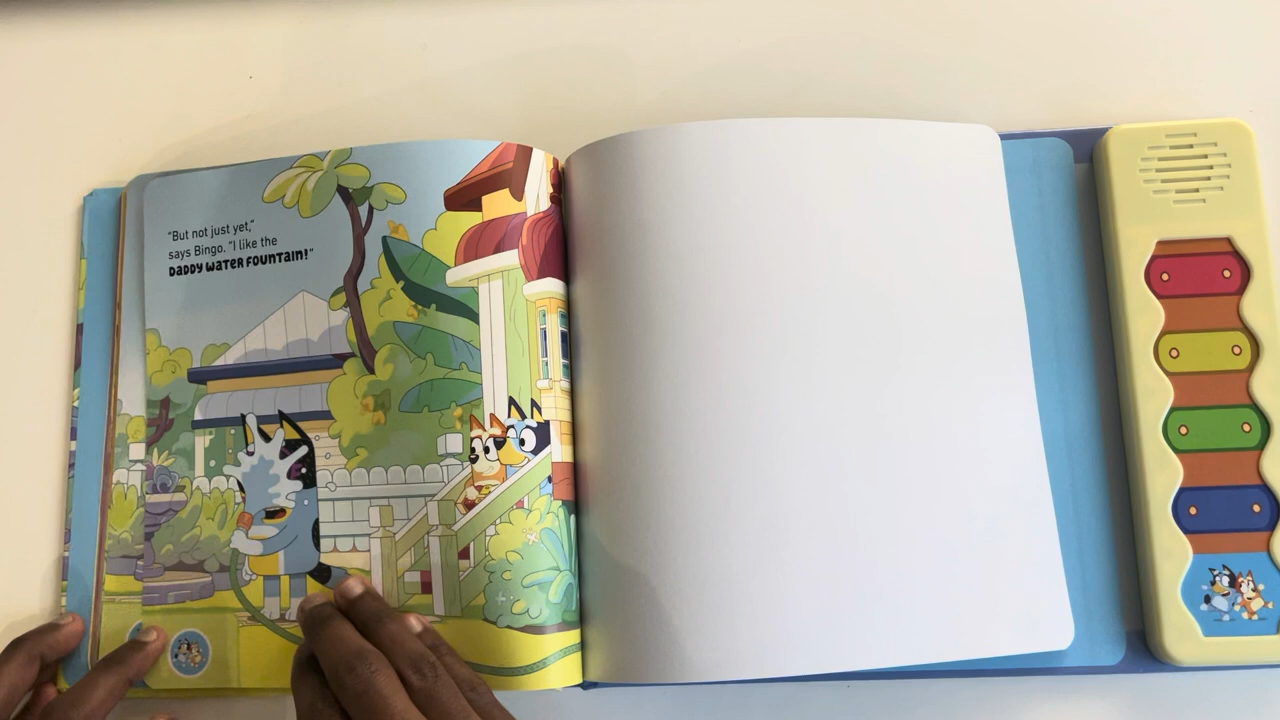 "But not just yet,"
says Bingo. "I like the
DADDY WATER FOUNTAIN!"